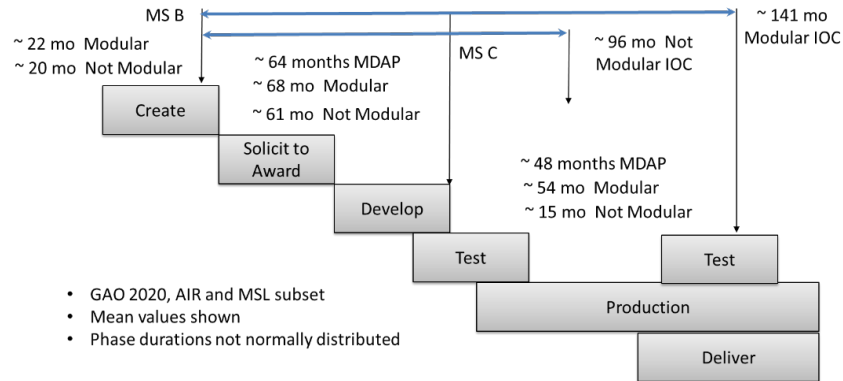 MS B
~ 141 mo
Modular IOC
~ 22 mo Modular
~ 20 mo Not Modular
~ 64 months MDAP
~ 68 mo Modular
~ 61 mo Not Modular
MS C
~ 96 mo Not
Modular IOC
Create
Solicit to
Award
~ 48 months MDAP
~ 54 mo Modular
~ 15 mo Not Modular
Develop
Test
Test
• GAO 2020, AIR and MSL subset
• Mean values shown
• Phase durations not normally distributed
Production
Deliver